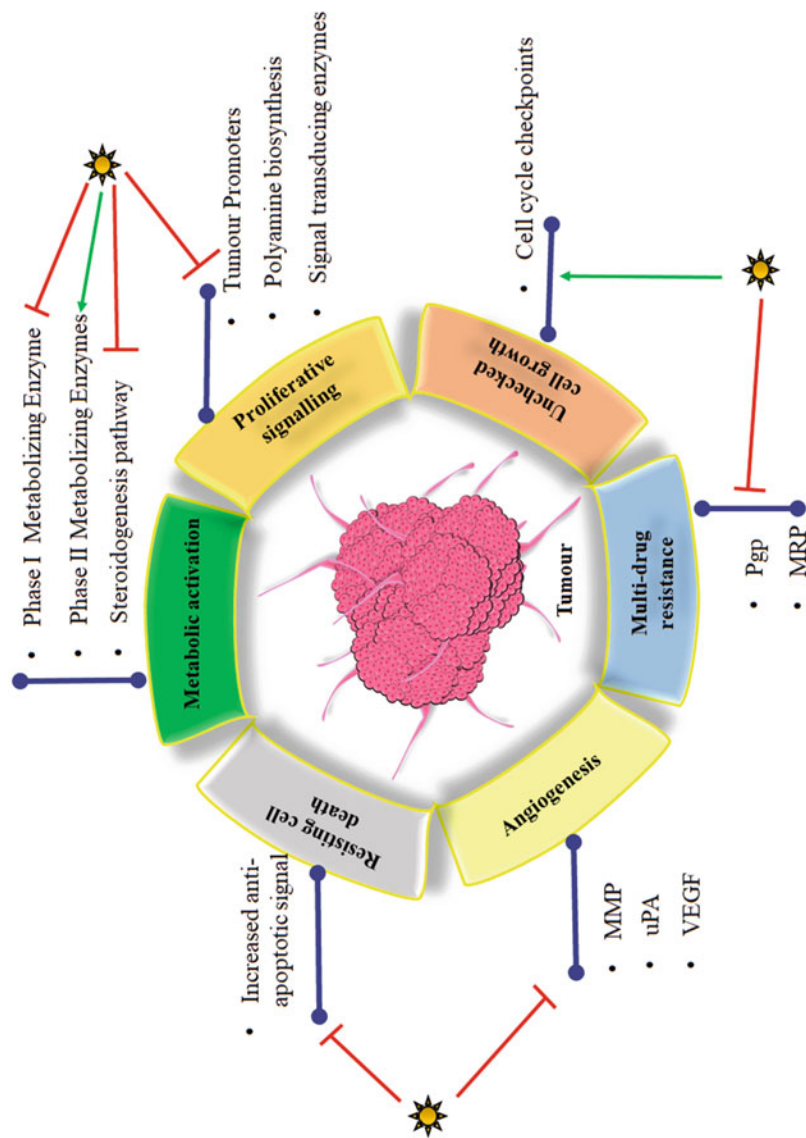 • Phase I Metabolizing Enzyme
• Phase II Metabolizing Enzymes
• Steroidogenesis pathway
Metabolic activation
Proliferative
signalling
• Tumour Promoters
• Polyamine biosynthesis
• Signal transducing enzymes
Unchecked
cell growth
• Cell cycle checkpoints
Multi-drug
resistance
• Pgp
• MRP
Angiogenesis
• MMP
• uPA
• VEGF
Resisting cell
death
• Increased anti-
apoptotic signal
Tumour